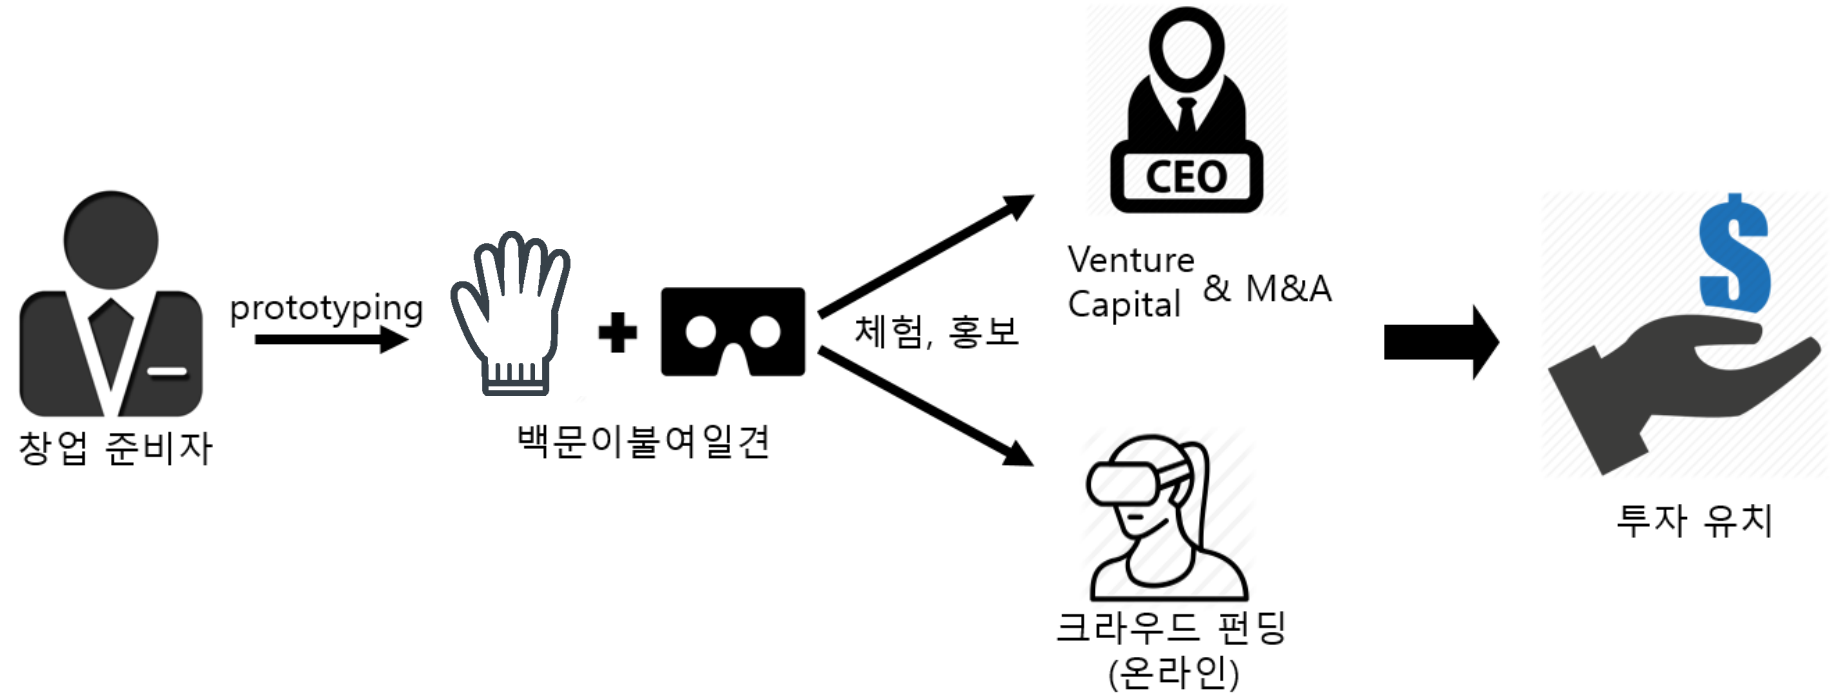 창업 준비자
prototyping
백문이불여일견
체험, 홍보
CEO
Venture
Capital
& M&A
크라우드 펀딩
(온라인)
$
투자 유치